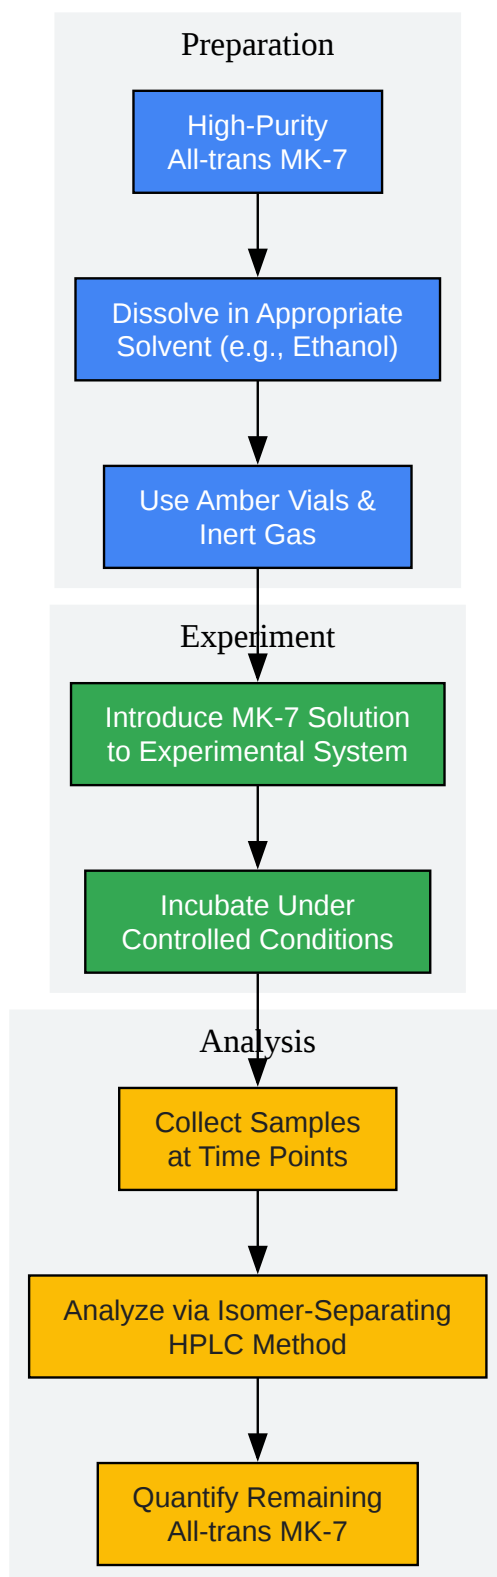 Preparation
High-Purity
All-trans MK-7
Dissolve in Appropriate
Solvent (e.g., Ethanol)
Use Amber Vials &
Inert Gas
Experiment
Introduce MK-7 Solution
to Experimental System
Incubate Under
Controlled Conditions
Analysis
Collect Samples
at Time Points
Analyze via Isomer-Separating
HPLC Method
Quantify Remaining
All-trans MK-7